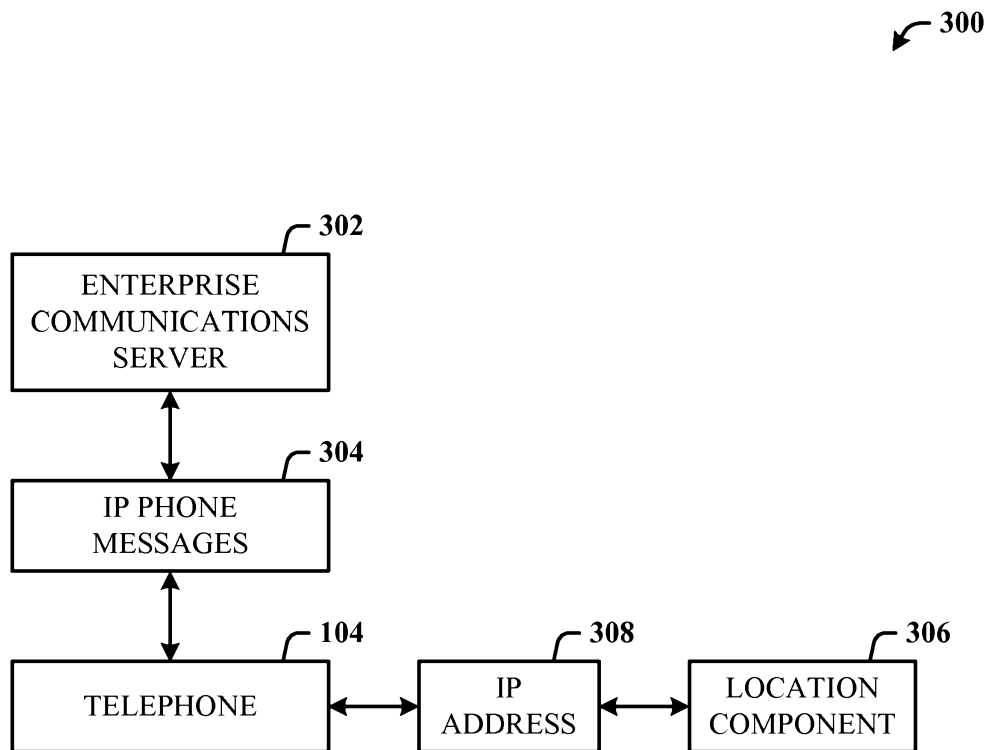 300
302
ENTERPRISE
COMMUNICATIONS
SERVER
304
IP PHONE
MESSAGES
104
TELEPHONE
308
IP
ADDRESS
306
LOCATION
COMPONENT